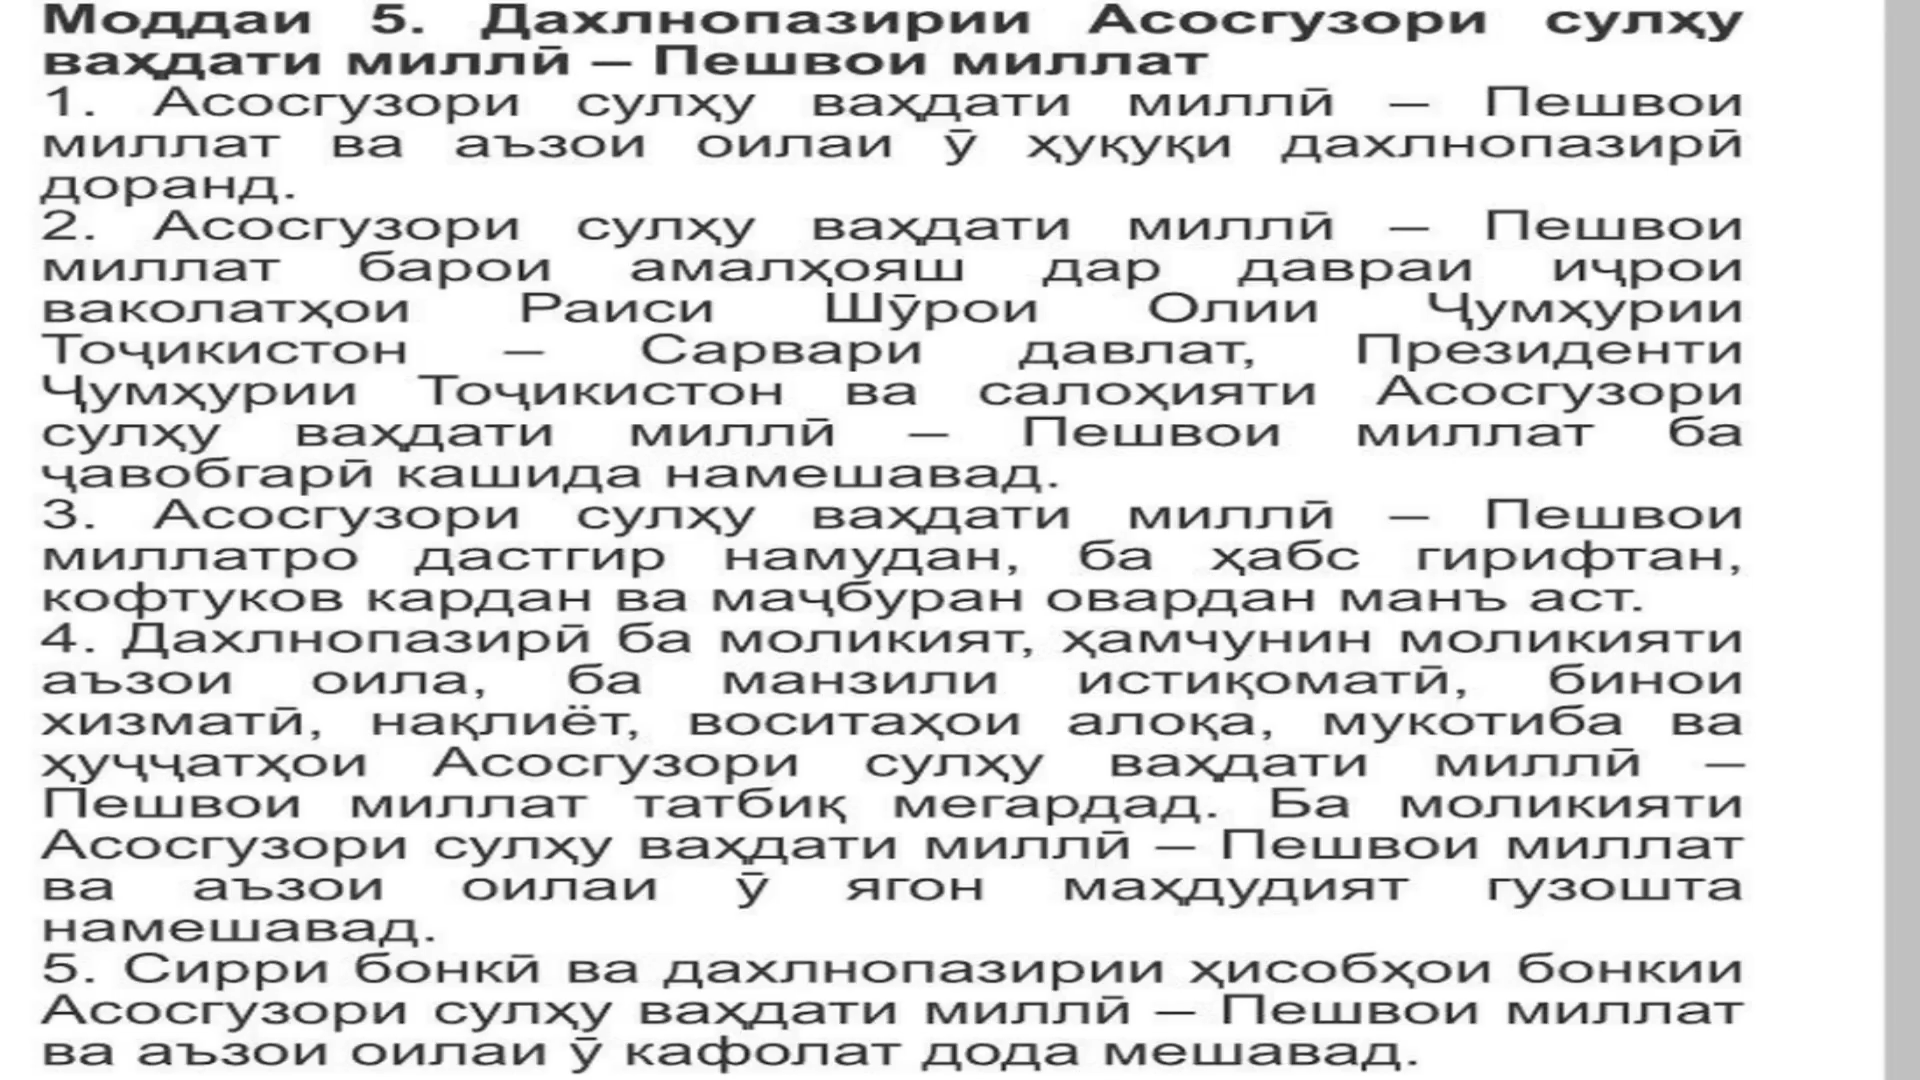 Моддаи 5. Дахлнопазирии Асосгузори сулҳу
ваҳдати миллӣ – Пешвои миллат
1. Асосгузори сулҳу ваҳдати миллӣ – Пешвои
миллат ва аъзои оилаи ӯ ҳуқуқи дахлнопазирӣ
доранд.
2. Асосгузори сулҳу ваҳдати миллӣ – Пешвои
миллат барои амалҳояш дар давраи иҷрои
ваколатҳои Раиси Шӯрои Олии Ҷумҳурии
Тоҷикистон – Сарвари давлат, Президенти
Ҷумҳурии Тоҷикистон ва салоҳияти Асосгузори
сулҳу ваҳдати миллӣ – Пешвои миллат ба
ҷавобгарӣ кашида намешавад.
3. Асосгузори сулҳу ваҳдати миллӣ – Пешвои
миллатро дастгир намудан, ба ҳабс гирифтан,
кофтуков кардан ва маҷбуран овардан манъ аст.
4. Дахлнопазирӣ ба моликият, ҳамчунин моликияти
аъзои оила, ба манзили истиқоматӣ, бинои
хизматӣ, нақлиёт, воситаҳои алоқа, мукотиба ва
ҳуҷҷатҳои Асосгузори сулҳу ваҳдати миллӣ –
Пешвои миллат татбиқ мегардад. Ба моликияти
Асосгузори сулҳу ваҳдати миллӣ – Пешвои миллат
ва аъзои оилаи ӯ ягон маҳдудият гузошта
намешавад.
5. Сирри бонкӣ ва дахлнопазирии ҳисобҳои бонкии
Асосгузори сулҳу ваҳдати миллӣ – Пешвои миллат
ва аъзои оилаи ӯ кафолат дода мешавад.